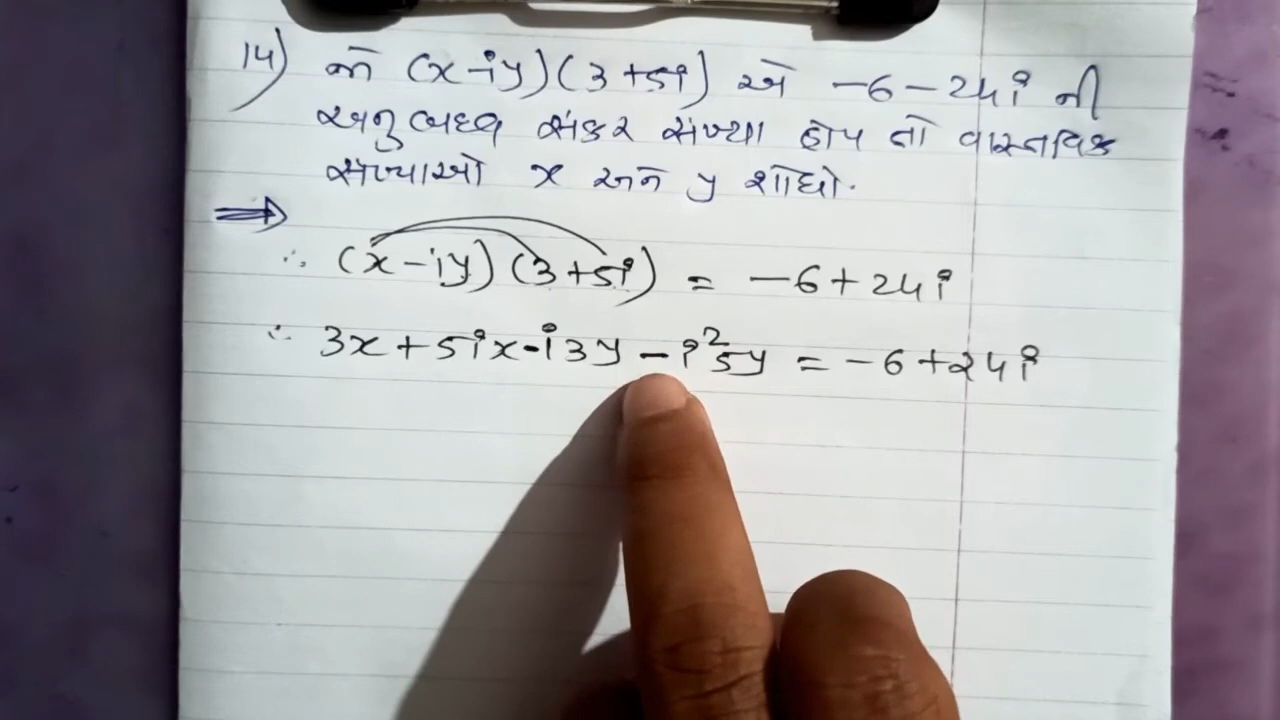 14) જો (x-iy)(3+5i) એ -6-24i ની
અનુબધ્ધ સંકર સંખ્યા હોય તો વાસ્તવિક
સંખ્યાઓ x અને y શોધો.
⇒
∴ (x-iy)(3+5i) = -6+24i
∴ 3x+5ix-i3y-i²5y = -6+24i